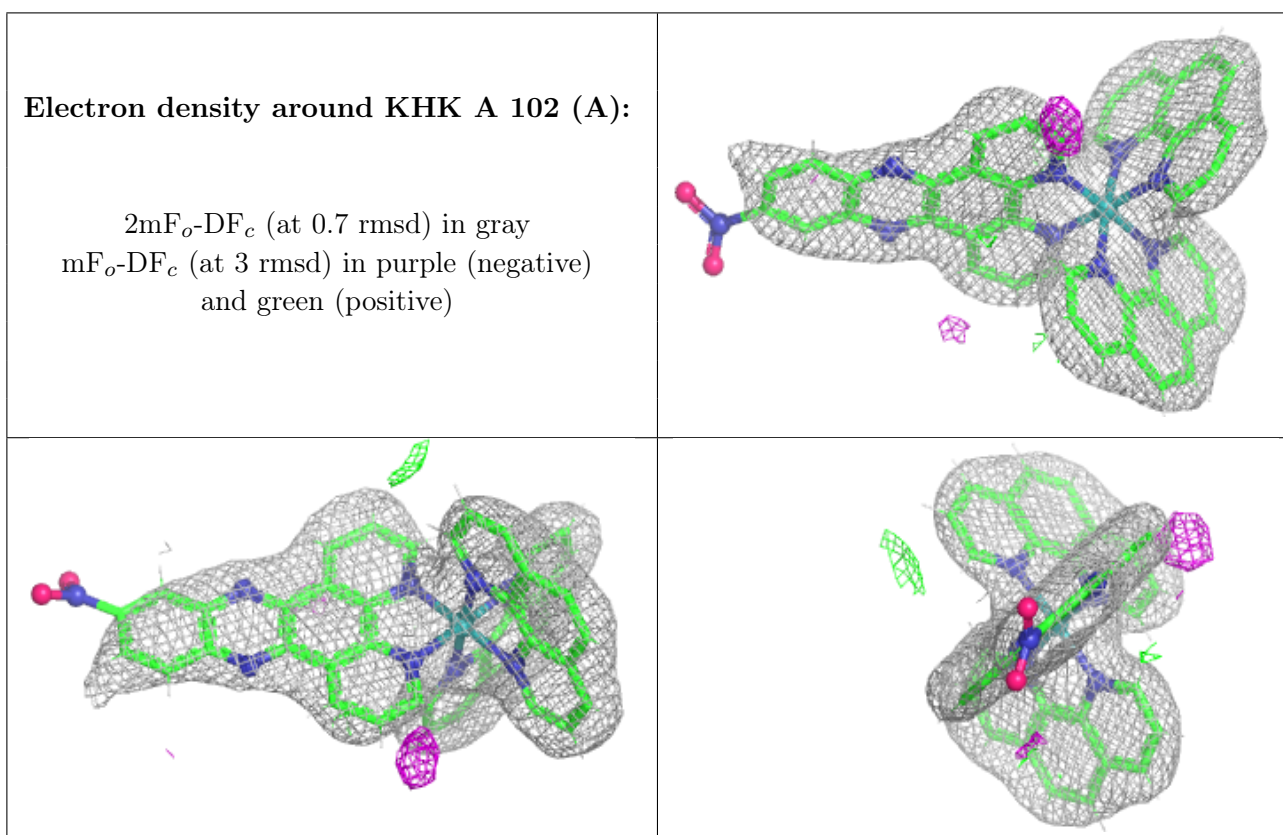 Electron density around KHK A 102 (A):
2mFo-DFc (at 0.7 rmsd) in gray
mFo-DFc (at 3 rmsd) in purple (negative)
and green (positive)